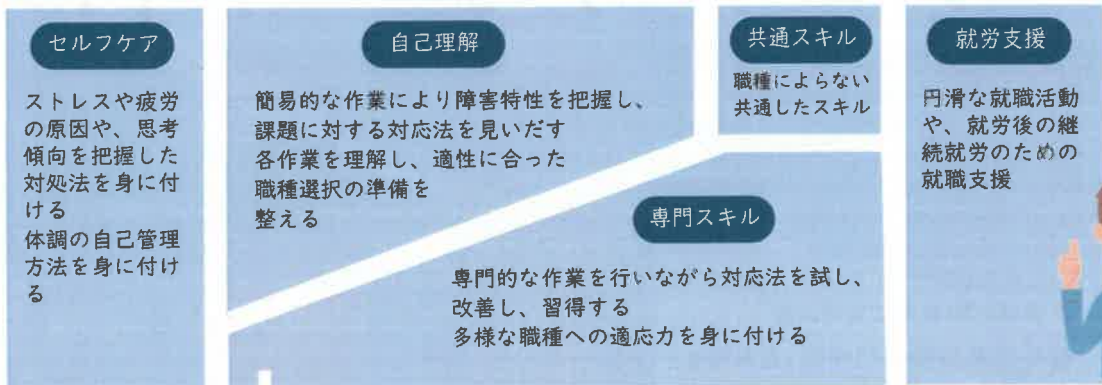 セルフケア
ストレスや疲労
の原因や、思考
傾向を把握した
対処法を身に付
ける
体調の自己管理
方法を身に付け
る
自己理解
簡易的な作業により障害特性を把握し、
課題に対する対応法を見いだす
各作業を理解し、適性に合った
職種選択の準備を
整える
共通スキル
職種によらない
共通したスキル
専門スキル
専門的な作業を行いながら対応法を試し、
改善し、習得する
多様な職種への適応力を身に付ける
就労支援
円滑な就職活動
や、就労後の継
続就労のための
就職支援